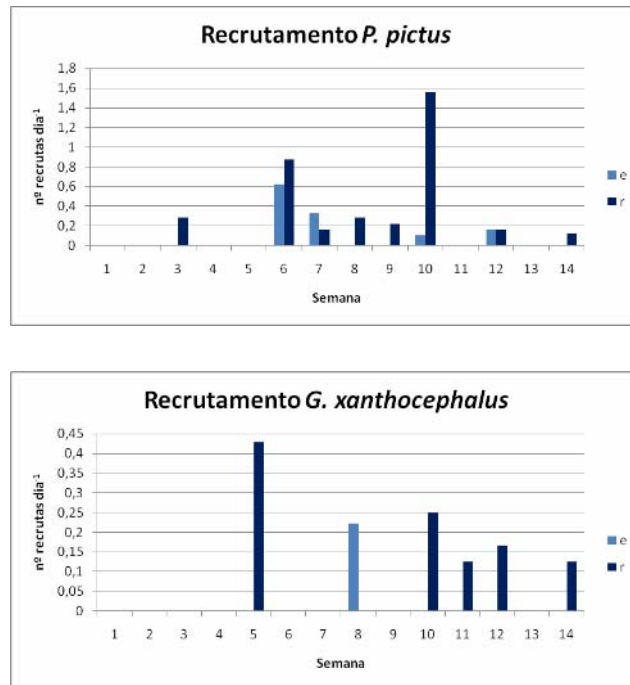 Recrutamento P. pictus
nº recrutas dia-1
1,8
1,6
1,4
1,2
1
0,8
0,6
0,4
0,2
0
1 2 3 4 5 6 7 8 9 10 11 12 13 14
Semana
e
r
Recrutamento G. xanthocephalus
nº recrutas dia-1
0,45
0,4
0,35
0,3
0,25
0,2
0,15
0,1
0,05
0
1 2 3 4 5 6 7 8 9 10 11 12 13 14
Semana
e
r